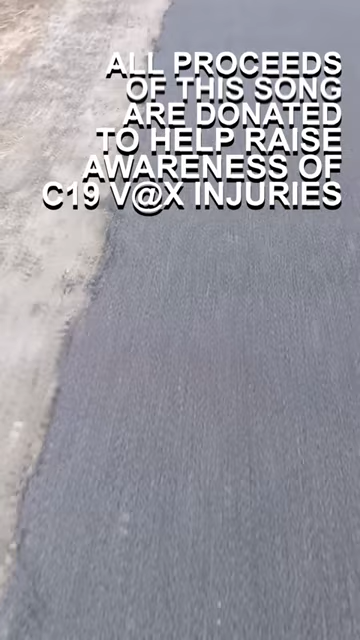 ALL PROCEEDS
OF THIS SONG
ARE DONATED
TO HELP RAISE
AWARENESS OF
C19 V@X INJURIES